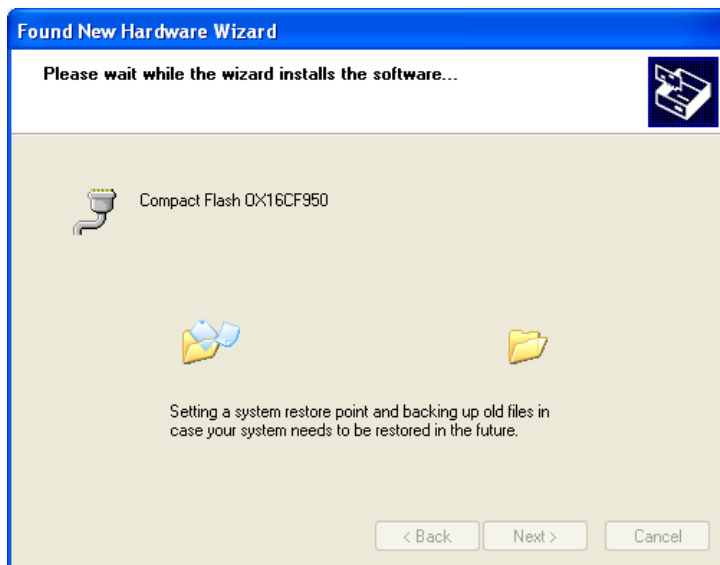 Found New Hardware Wizard
Please wait while the wizard installs the software...
Compact Flash OX16CF950
Setting a system restore point and backing up old files in
case your system needs to be restored in the future.
< Back
Next >
Cancel